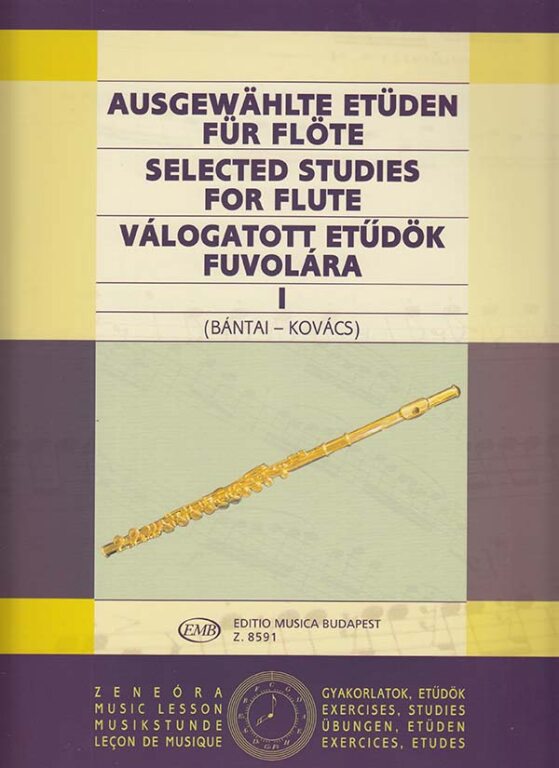 AUSGEWÄHLTE ETÜDEN
FÜR FLÖTE
SELECTED STUDIES
FOR FLUTE
VÁLOGATOTT ETŰDÖK
FUVOLÁRA
I
(BÁNTAI – KOVÁCS)
EMB
EDITIO MUSICA BUDAPEST
Z. 8591
ZENEÓRA
MUSIC LESSON
MUSIKSTUNDE
LEÇON DE MUSIQUE
GYAKORLATOK, ETŰDÖK
EXERCISES, STUDIES
ÜBUNGEN, ETÜDEN
EXERCICES, ETUDES